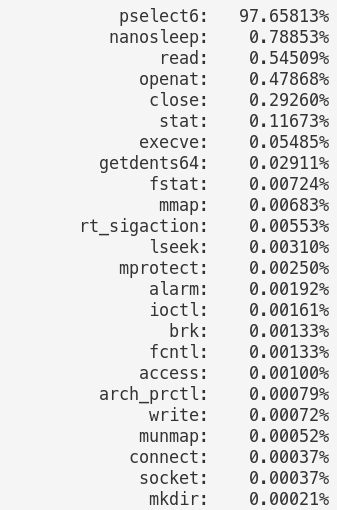 pselect6: 97.65813%
nanosleep: 0.78853%
read: 0.54509%
openat: 0.47868%
close: 0.29260%
stat: 0.11673%
execve: 0.05485%
getdents64: 0.02911%
fstat: 0.00724%
mmap: 0.00683%
rt_sigaction: 0.00553%
lseek: 0.00310%
mprotect: 0.00250%
alarm: 0.00192%
ioctl: 0.00161%
brk: 0.00133%
fcntl: 0.00133%
access: 0.00100%
arch_prctl: 0.00079%
write: 0.00072%
munmap: 0.00052%
connect: 0.00037%
socket: 0.00037%
mkdir: 0.00021%